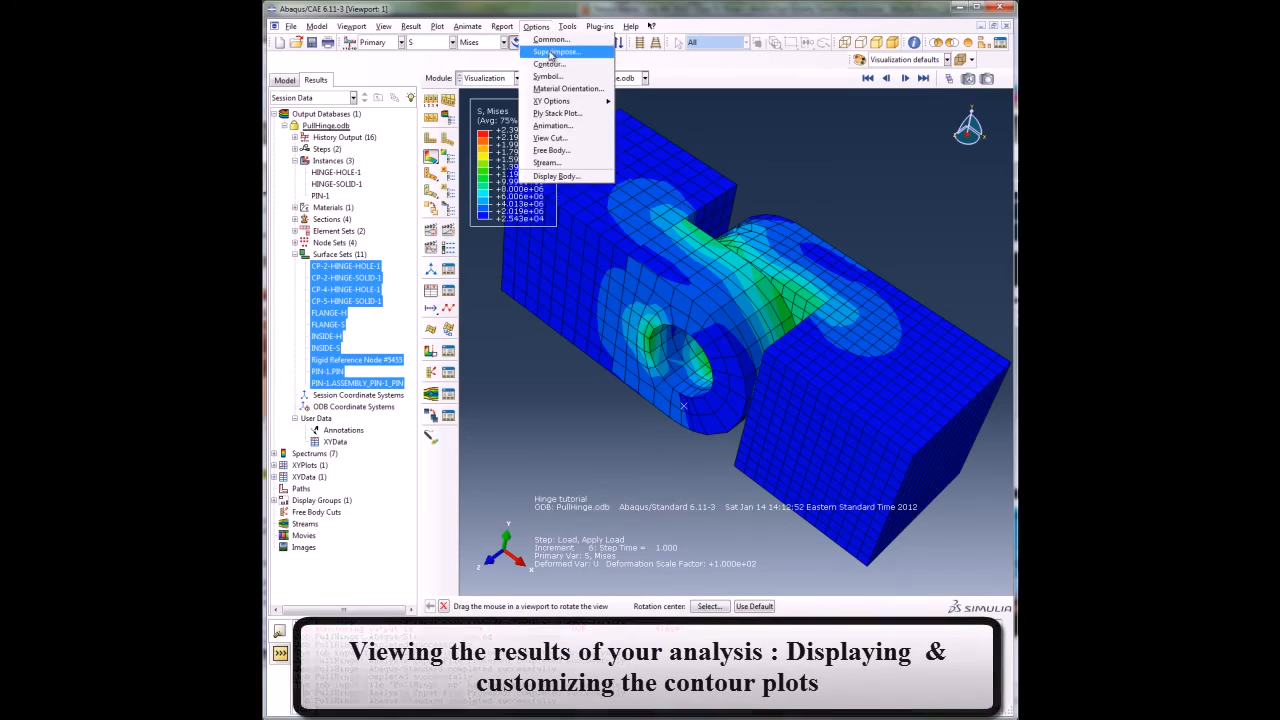 Abaqus/CAE 6.11-3 [Viewport: 1]
File Model Viewport View Result Plot Animate Report Options Tools Plug-ins Help
Primary S Mises All
Visualization defaults
Model Results Module: Visualization
Session Data
Common...
Superimpose...
Contour...
Symbol...
Material Orientation...
XY Options
Ply Stack Plot...
Animation...
View Cut...
Free Body...
Stream...
Display Body...
Output Databases (1)
PullHinge.odb
History Output (16)
Steps (2)
Instances (3)
HINGE-HOLE-1
HINGE-SOLID-1
PIN-1
Materials (1)
Sections (4)
Element Sets (2)
Node Sets (4)
Surface Sets (11)
CP-2-HINGE-HOLE-1
CP-2-HINGE-SOLID-1
CP-4-HINGE-HOLE-1
CP-5-HINGE-SOLID-1
FLANGE-H
FLANGE-S
INSIDE-H
INSIDE-S
Rigid Reference Node #5455
PIN-1.PIN
PIN-1.ASSEMBLY_PIN-1_PIN
Session Coordinate Systems
ODB Coordinate Systems
User Data
Annotations
XYData
Spectrums (7)
XYPlots (1)
XYData (1)
Paths
Display Groups (1)
Free Body Cuts
Streams
Movies
Images
S, Mises
(Avg: 75%)
+8.000e+06
+6.006e+06
+4.013e+06
+2.019e+06
+2.543e+04
Hinge tutorial
ODB: PullHinge.odb Abaqus/Standard 6.11-3 Sat Jan 14 14:12:52 Eastern Standard Time 2012
Step: Load, Apply Load
Increment 6: Step Time = 1.000
Primary Var: S, Mises
Deformed Var: U Deformation Scale Factor: +1.000e+02
Y
Z X
Drag the mouse in a viewport to rotate the view Rotation center: Select... Use Default
SIMULIA
Viewing the results of your analysis : Displaying &
customizing the contour plots